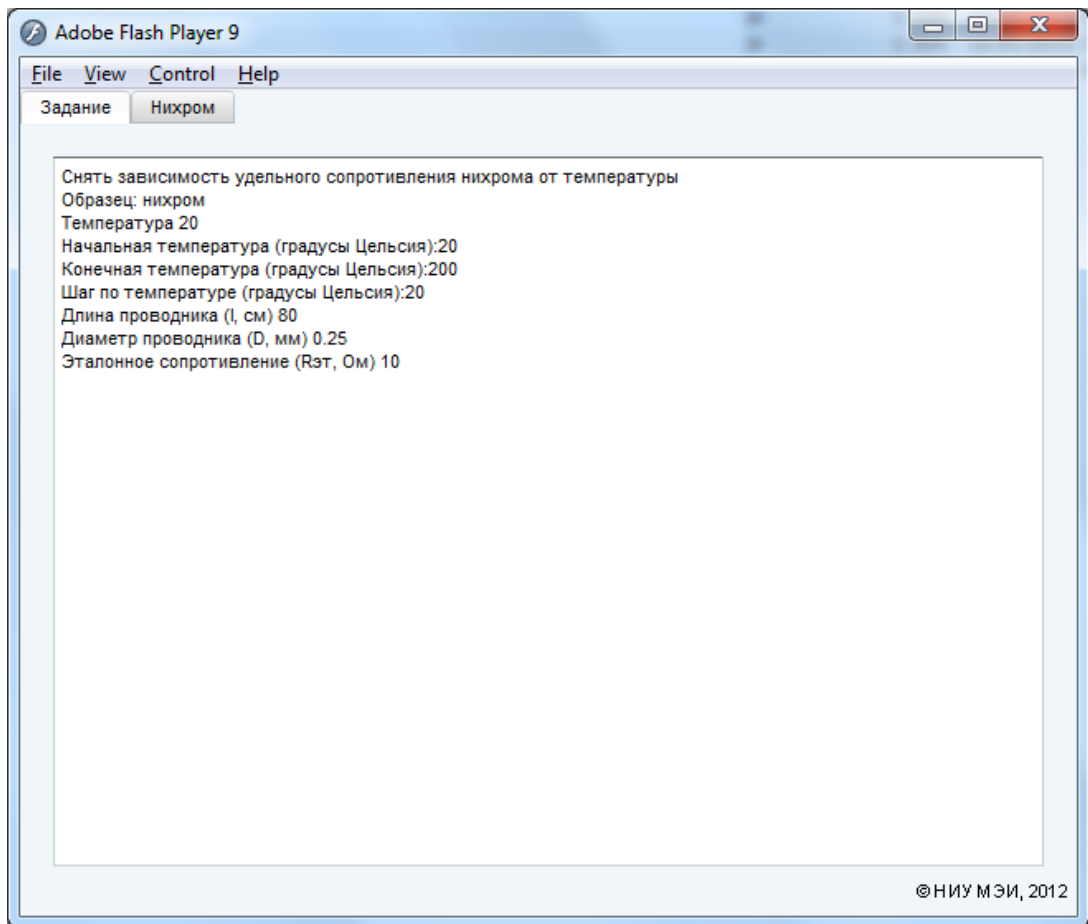 Adobe Flash Player 9
File View Control Help
Задание Нихром
Снять зависимость удельного сопротивления нихрома от температуры
Образец: нихром
Температура 20
Начальная температура (градусы Цельсия):20
Конечная температура (градусы Цельсия):200
Шаг по температуре (градусы Цельсия):20
Длина проводника (l, см) 80
Диаметр проводника (D, мм) 0.25
Эталонное сопротивление (Rэт, Ом) 10
© НИУ МЭИ, 2012